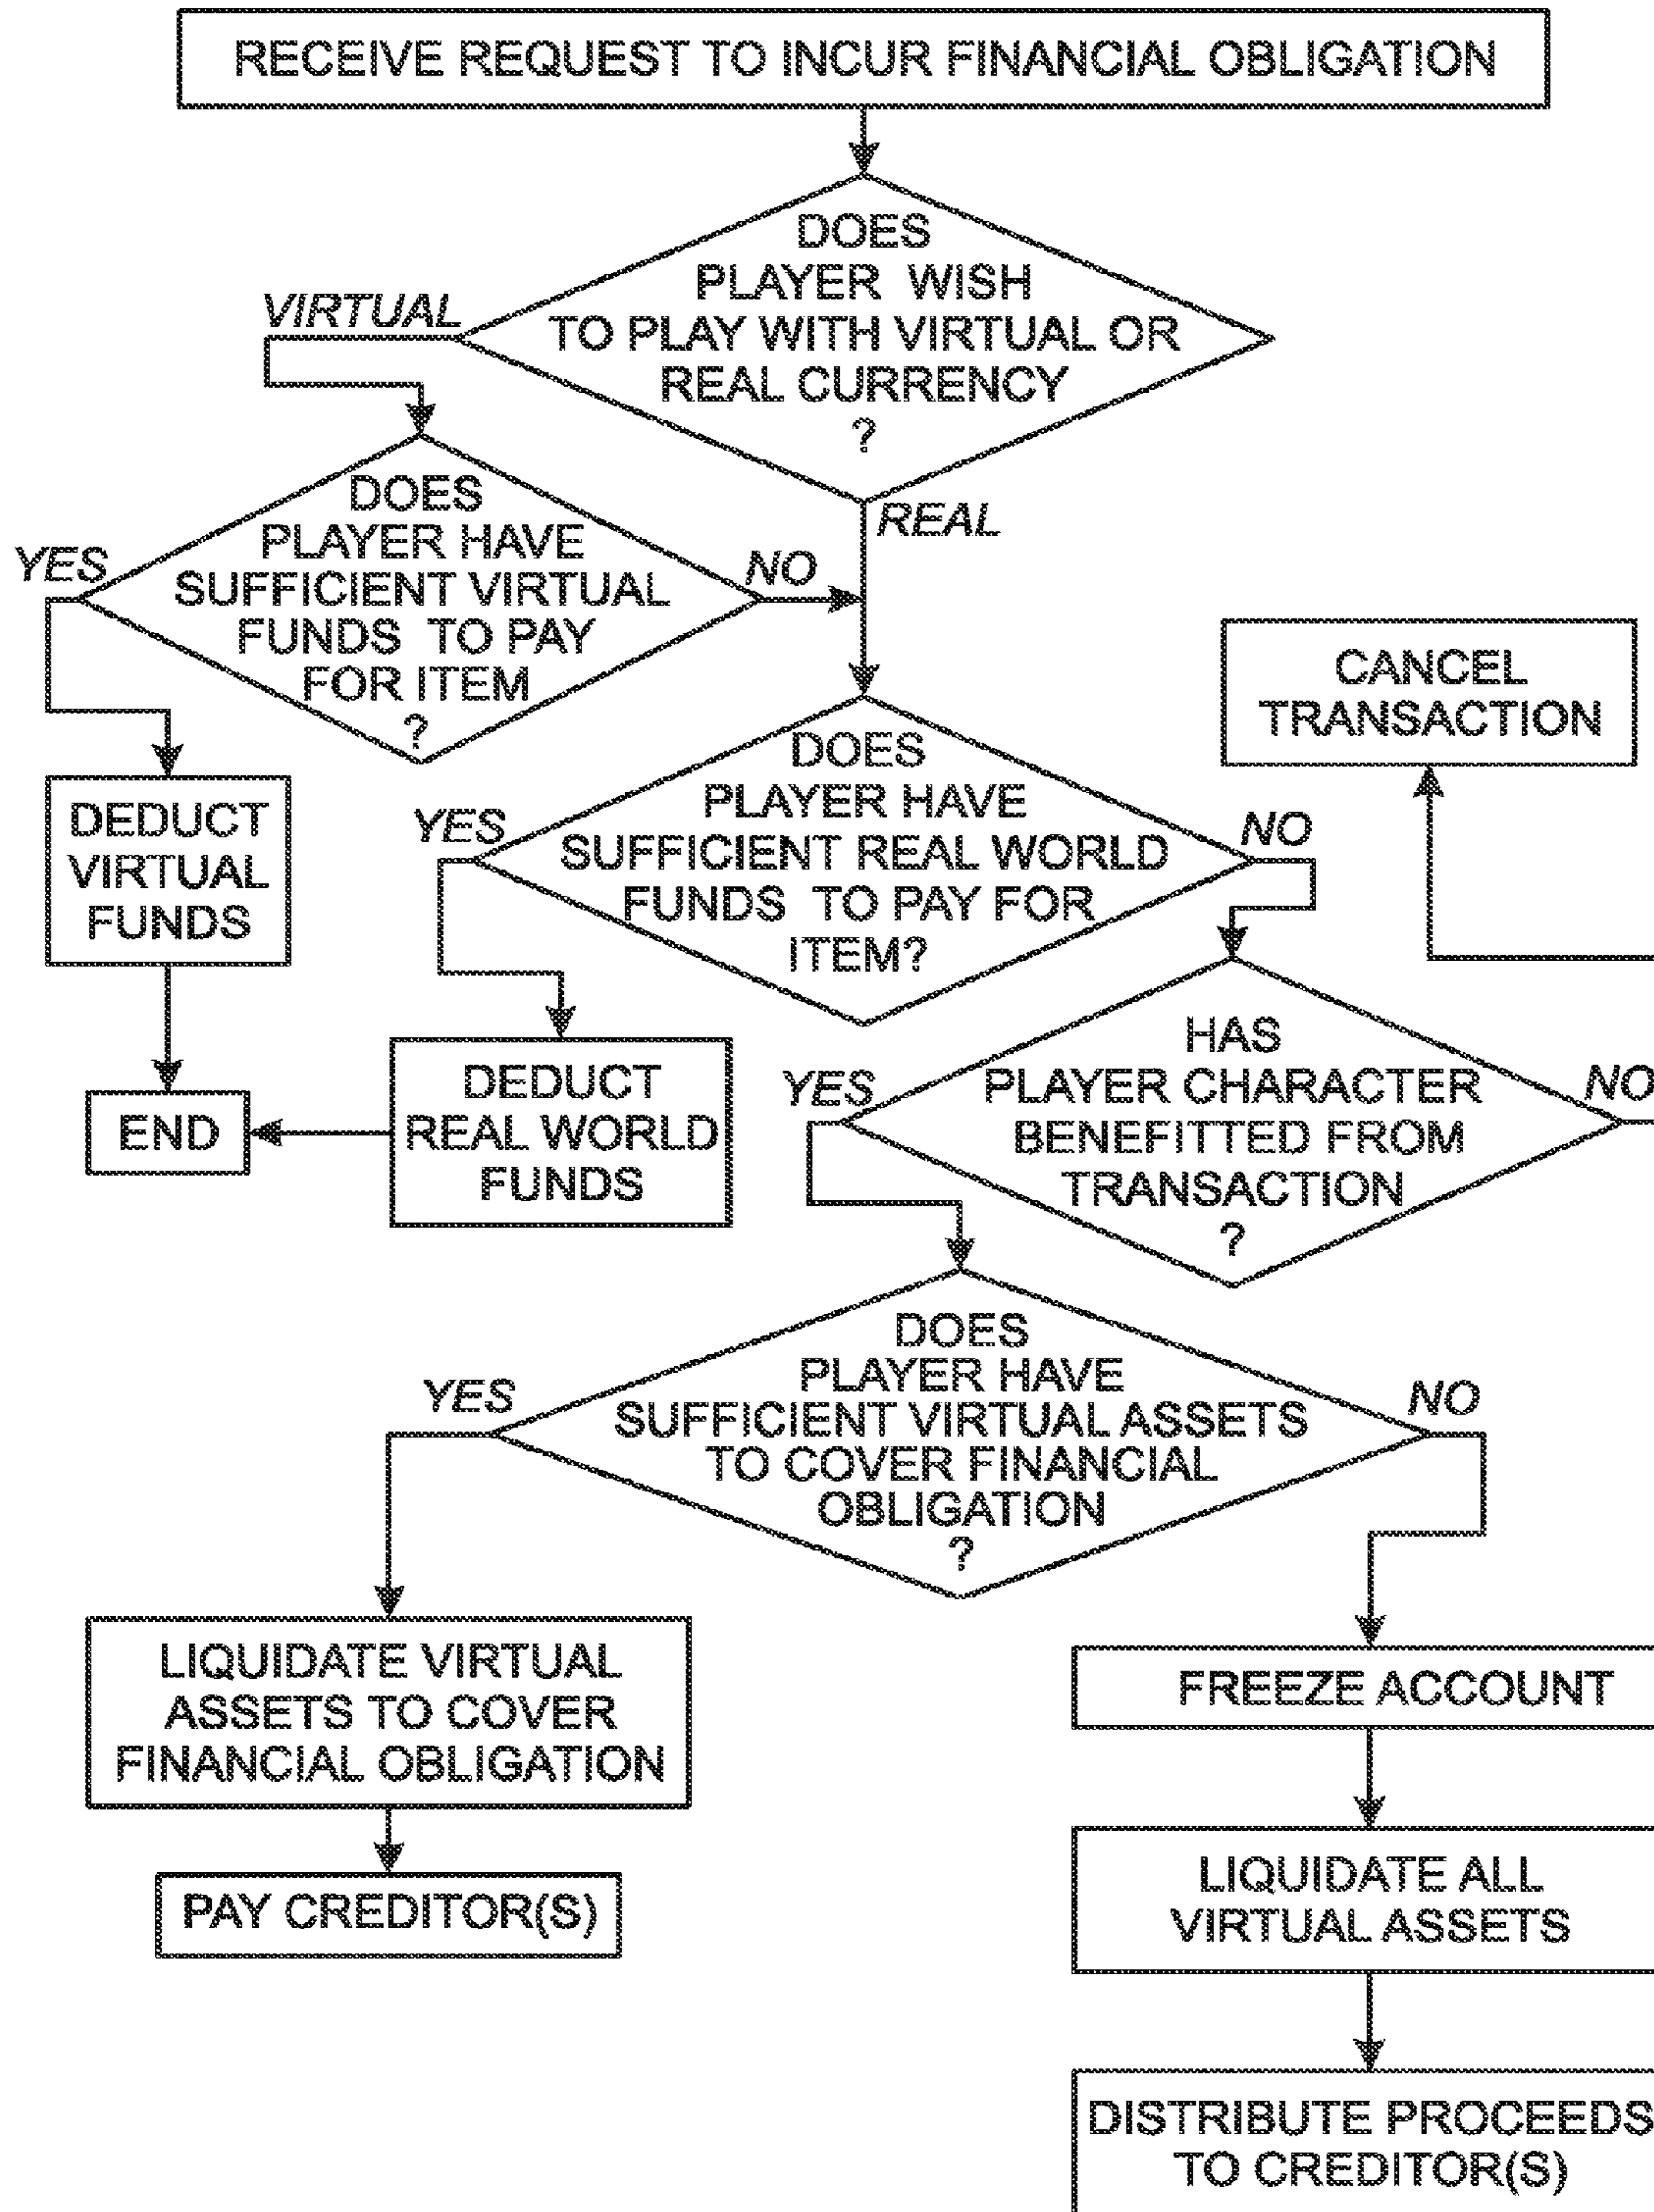 RECEIVE REQUEST TO INCUR FINANCIAL OBLIGATION
DOES
PLAYER WISH
TO PLAY WITH VIRTUAL OR
REAL CURRENCY
?
VIRTUAL
REAL
DOES
PLAYER HAVE
SUFFICIENT VIRTUAL
FUNDS TO PAY
FOR ITEM
?
YES
NO
CANCEL
TRANSACTION
DEDUCT
VIRTUAL
FUNDS
DOES
PLAYER HAVE
SUFFICIENT REAL WORLD
FUNDS TO PAY FOR
ITEM?
YES
NO
END
DEDUCT
REAL WORLD
FUNDS
HAS
PLAYER CHARACTER
BENEFITTED FROM
TRANSACTION
?
YES
NO
DOES
PLAYER HAVE
SUFFICIENT VIRTUAL ASSETS
TO COVER FINANCIAL
OBLIGATION
?
YES
NO
LIQUIDATE VIRTUAL
ASSETS TO COVER
FINANCIAL OBLIGATION
PAY CREDITOR(S)
FREEZE ACCOUNT
LIQUIDATE ALL
VIRTUAL ASSETS
DISTRIBUTE PROCEEDS
TO CREDITOR(S)